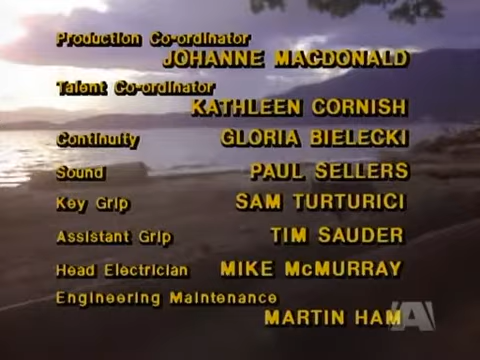 Production Co-ordinator
JOHANNE MACDONALD
Talent Co-ordinator
KATHLEEN CORNISH
Continuity GLORIA BIELECKI
Sound PAUL SELLERS
Key Grip SAM TURTURICI
Assistant Grip TIM SAUDER
Head Electrician MIKE McMURRAY
Engineering Maintenance
MARTIN HAM
A